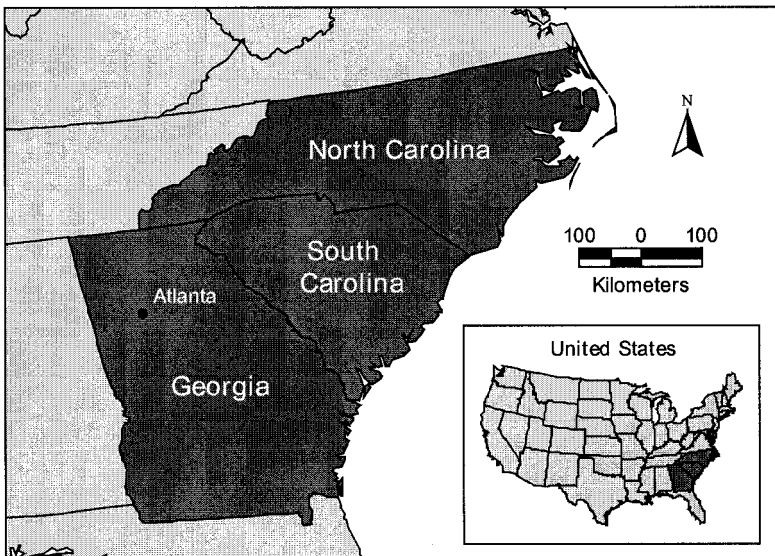 North Carolina
N
South
Carolina
100 0 100
Kilometers
Atlanta
United States
Georgia